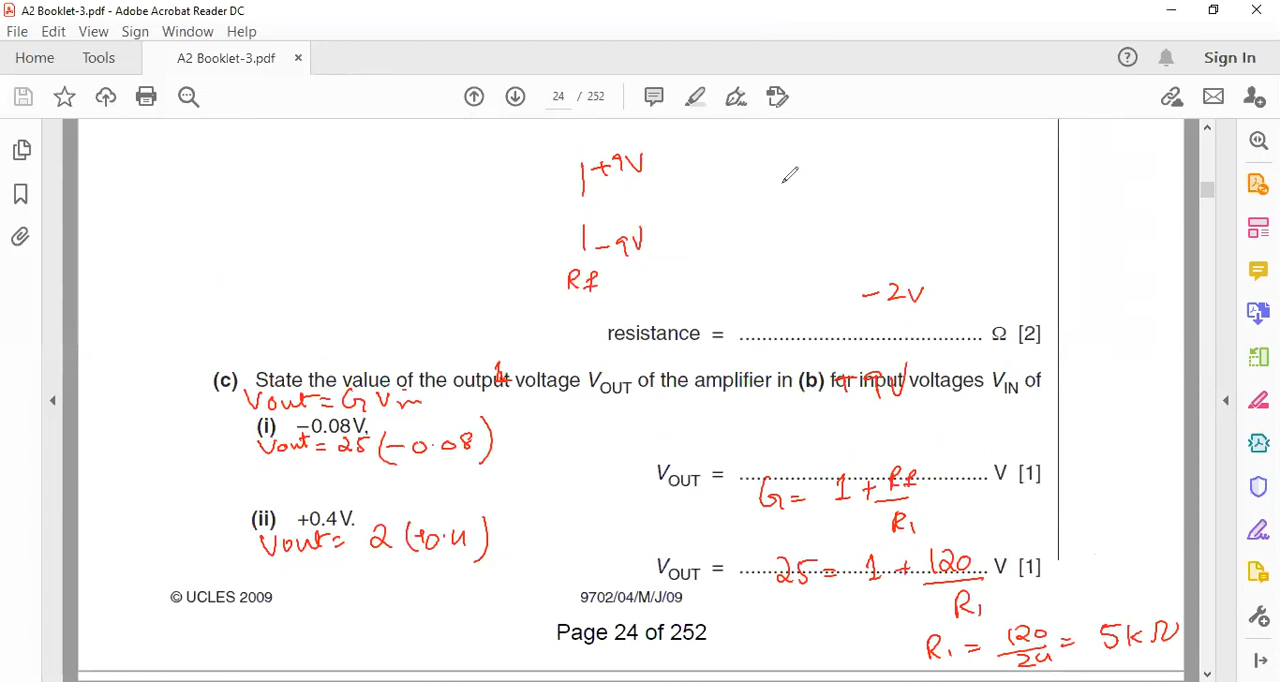 A2 Booklet-3.pdf - Adobe Acrobat Reader DC
File Edit View Sign Window Help
Home Tools A2 Booklet-3.pdf × Sign In
24 / 252
+9V
-9V
Rf
-2V
resistance = ........................................ Ω [2]
(c) State the value of the output voltage VOUT of the amplifier in (b) for input voltages VIN of
Vout = G Vin
+9V
(i) −0.08V,
Vout = 25 (-0.08)
VOUT = ........................................ V [1]
G = 1 + Rf / R1
(ii) +0.4V.
Vout = 2 (+0.4)
VOUT = ........................................ V [1]
25 = 1 + 120 / R1
© UCLES 2009 9702/04/M/J/09
Page 24 of 252
R1 = 120 / 24 = 5kΩ